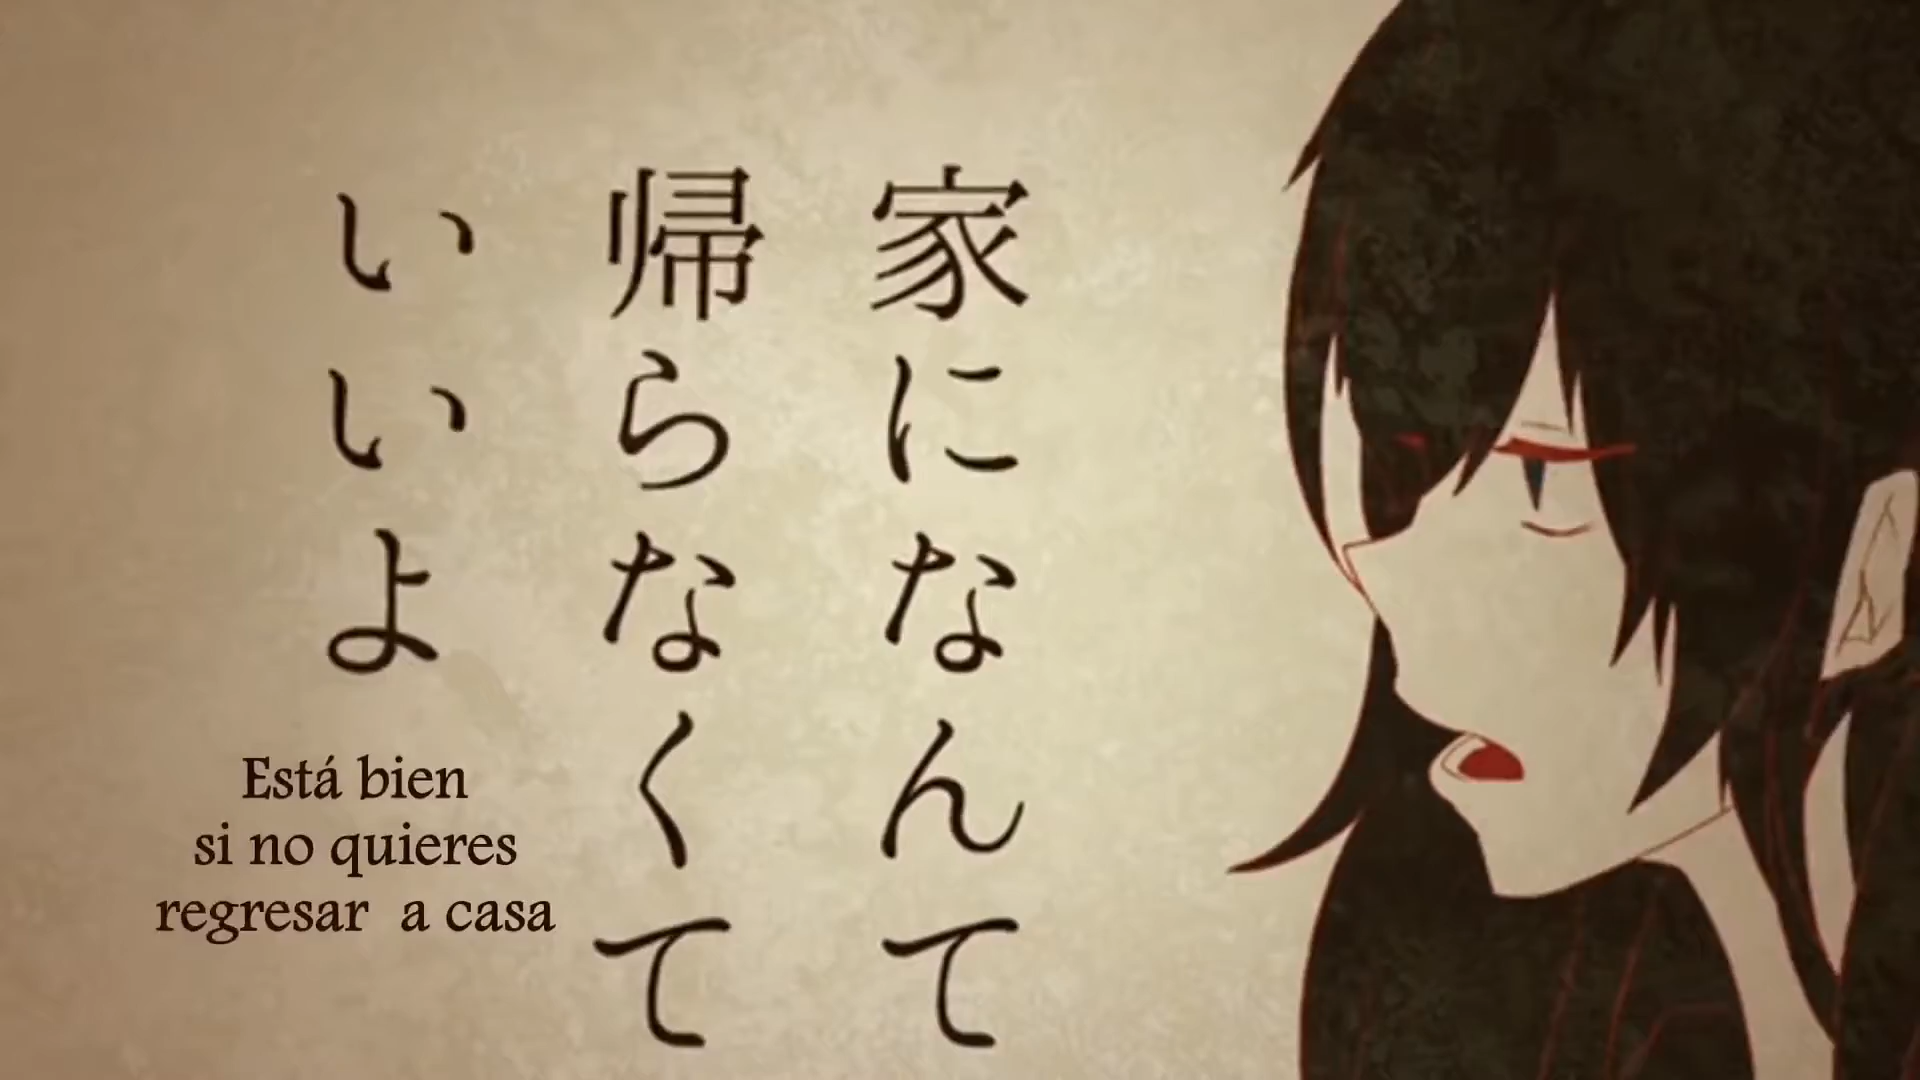 家になんて
帰らなくて
いいよ
Está bien
si no quieres
regresar  a casa